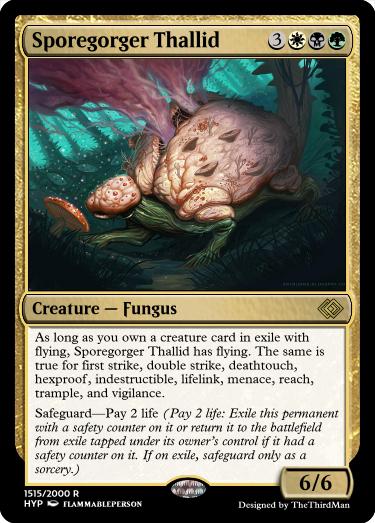 Sporegorger Thallid 3
Creature — Fungus
As long as you own a creature card in exile with
flying, Sporegorger Thallid has flying. The same is
true for first strike, double strike, deathtouch,
hexproof, indestructible, lifelink, menace, reach,
trample, and vigilance.
Safeguard—Pay 2 life (Pay 2 life: Exile this permanent
with a safety counter on it or return it to the battlefield
from exile tapped under its owner's control if it had a
safety counter on it. If on exile, safeguard only as a
sorcery.)
6/6
1515/2000 R
HYP FLAMMABLEPERSON
Designed by TheThirdMan